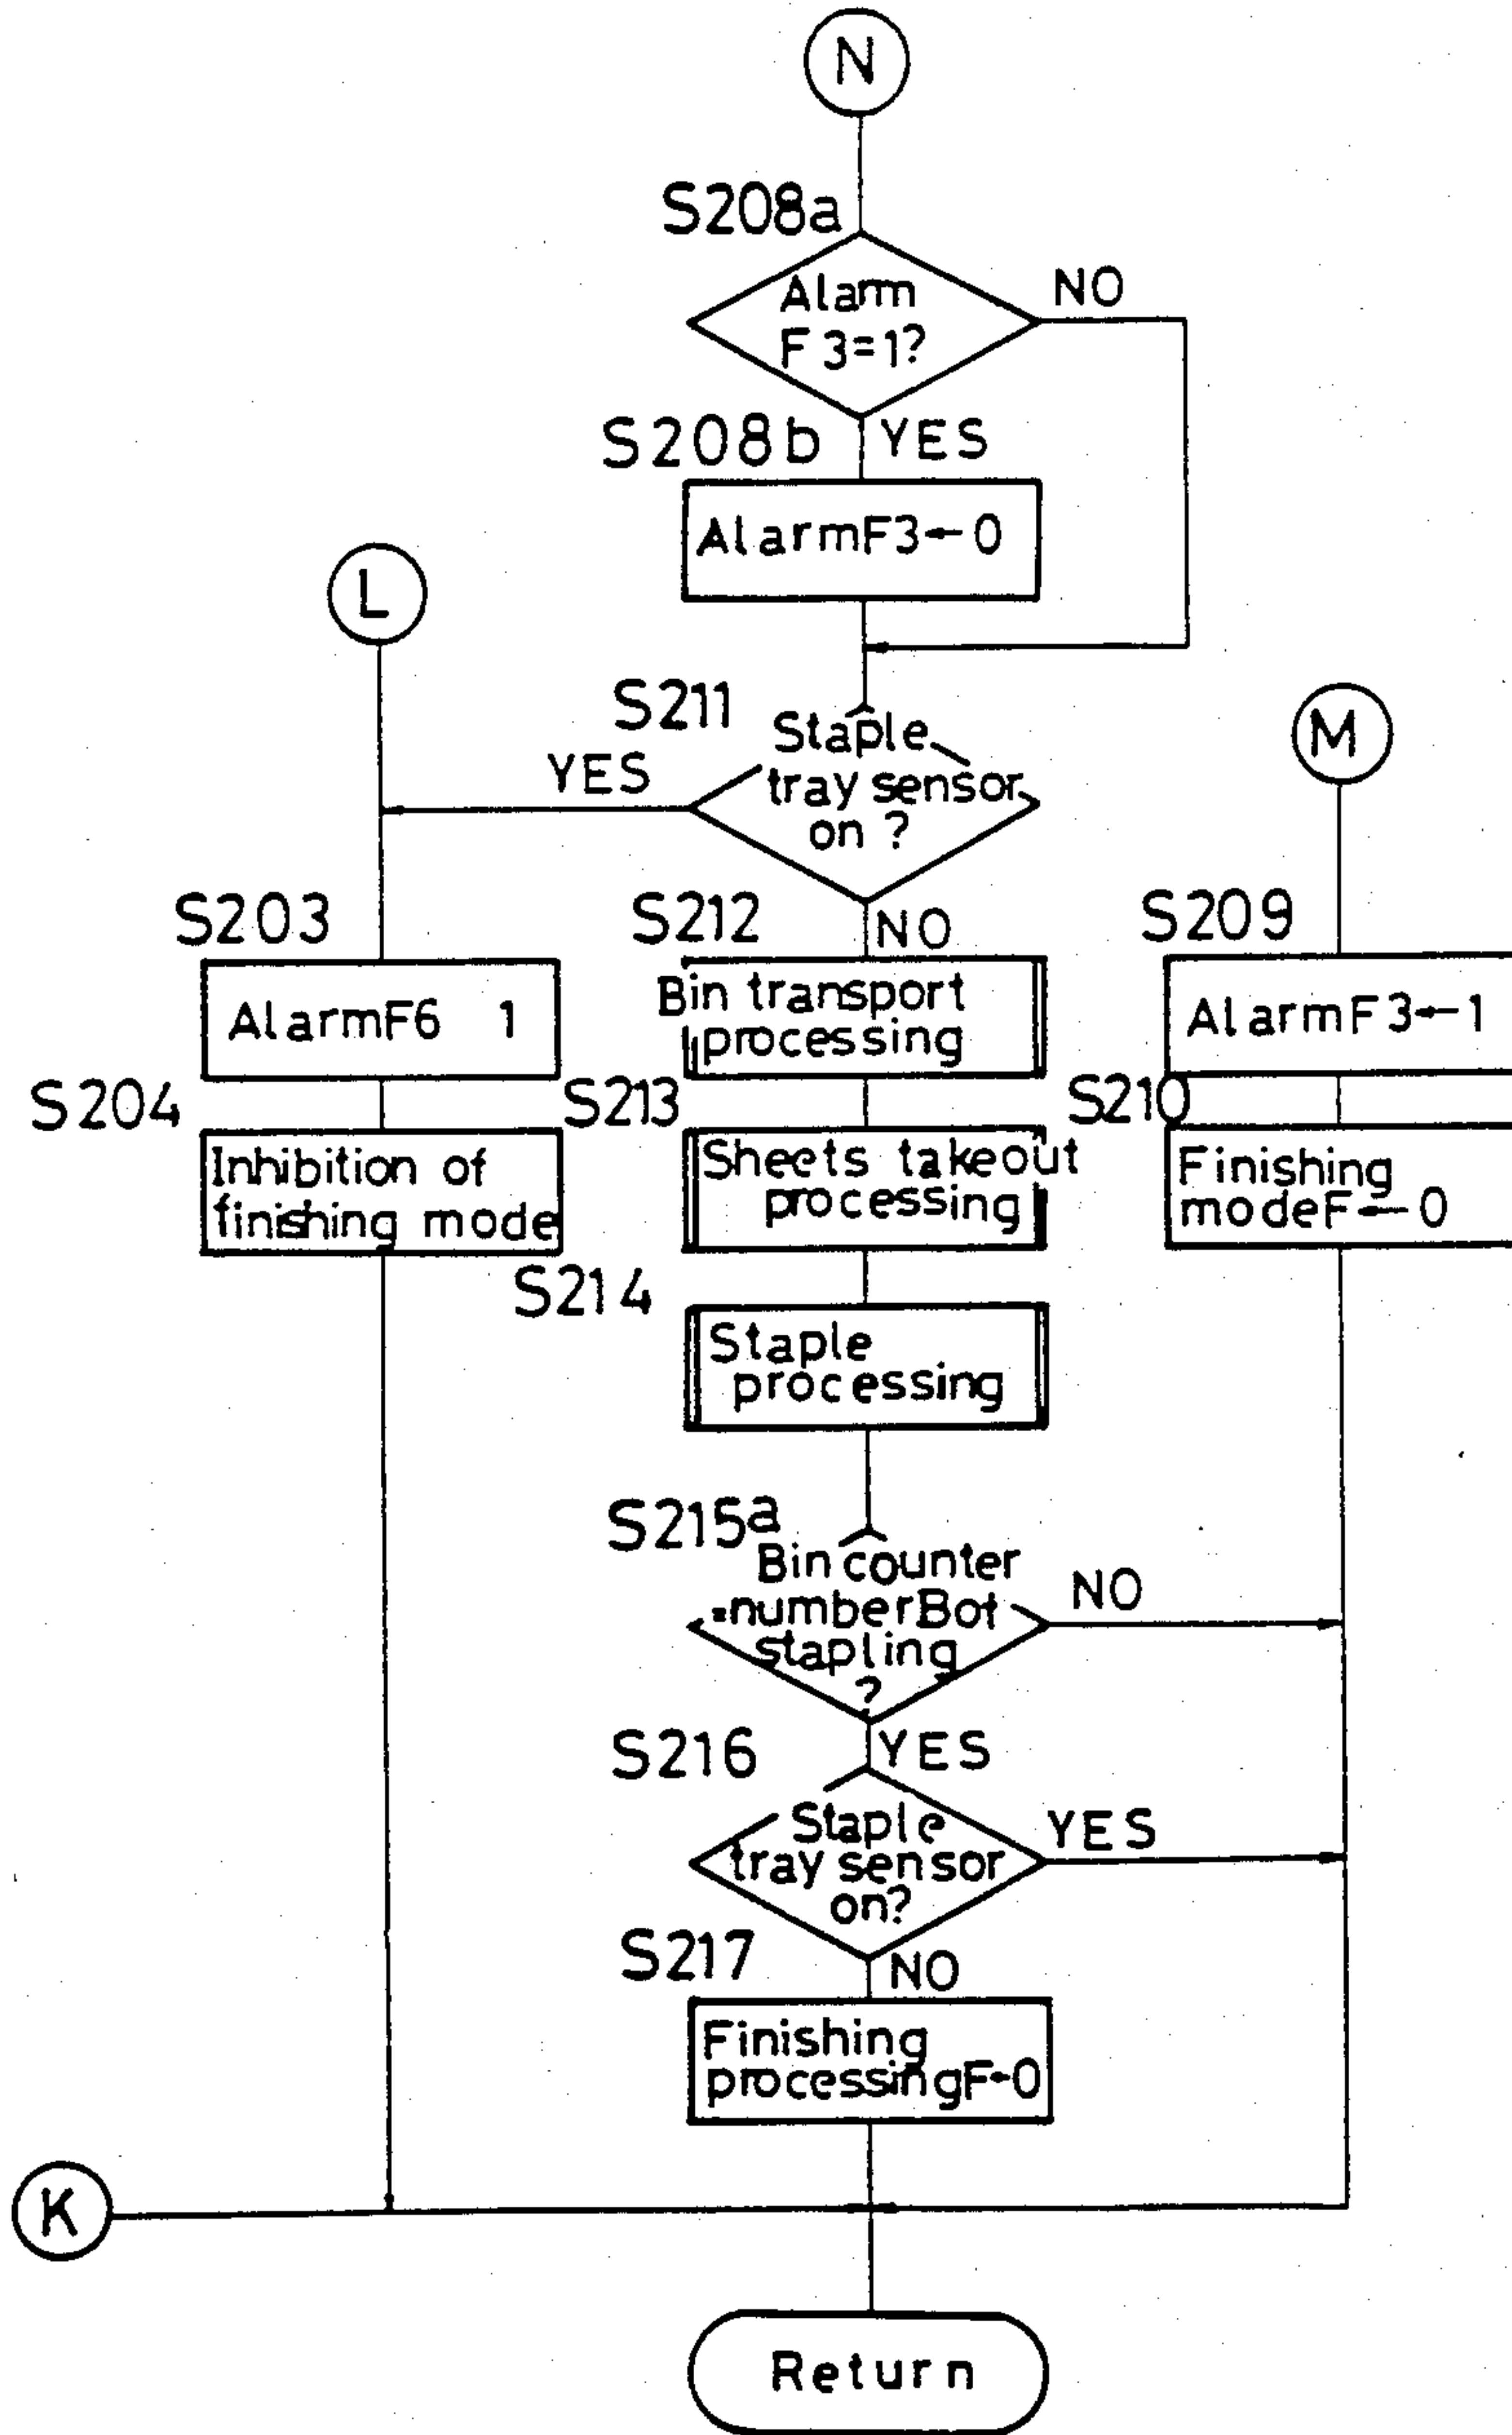 N
S208a
Alarm
F3=1?
NO
S208b
YES
AlarmF3←0
L
S211
Staple
tray sensor
on ?
YES
M
S203
AlarmF6 1
S212
NO
Bin transport
processing
S209
AlarmF3←1
S204
Inhibition of
finishing mode
S213
Sheets takeout
processing
S210
Finishing
modeF←0
S214
Staple
processing
S215a
Bin counter
=numberBot
stapling
?
NO
S216
YES
Staple
tray sensor
on?
YES
S217
NO
Finishing
processingF←0
K
Return